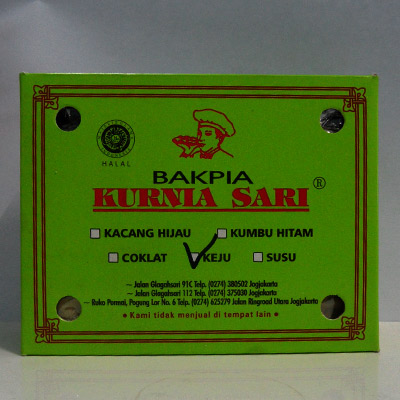 HALAL
BAKPIA
KURNIA SARI ®
KACANG HIJAU KUMBU HITAM
COKLAT KEJU SUSU
~ Jalan Glagahsari 91C Telp. (0274) 380502 Jogjakarta
~ Jalan Glagahsari 112 Telp. (0274) 375030 Jogjakarta
~ Ruko Permai, Pogung Lor No. 6 Telp (0274) 625279 Jalan Ringroad Utara Jogjakarta
• Kami tidak menjual di tempat lain •